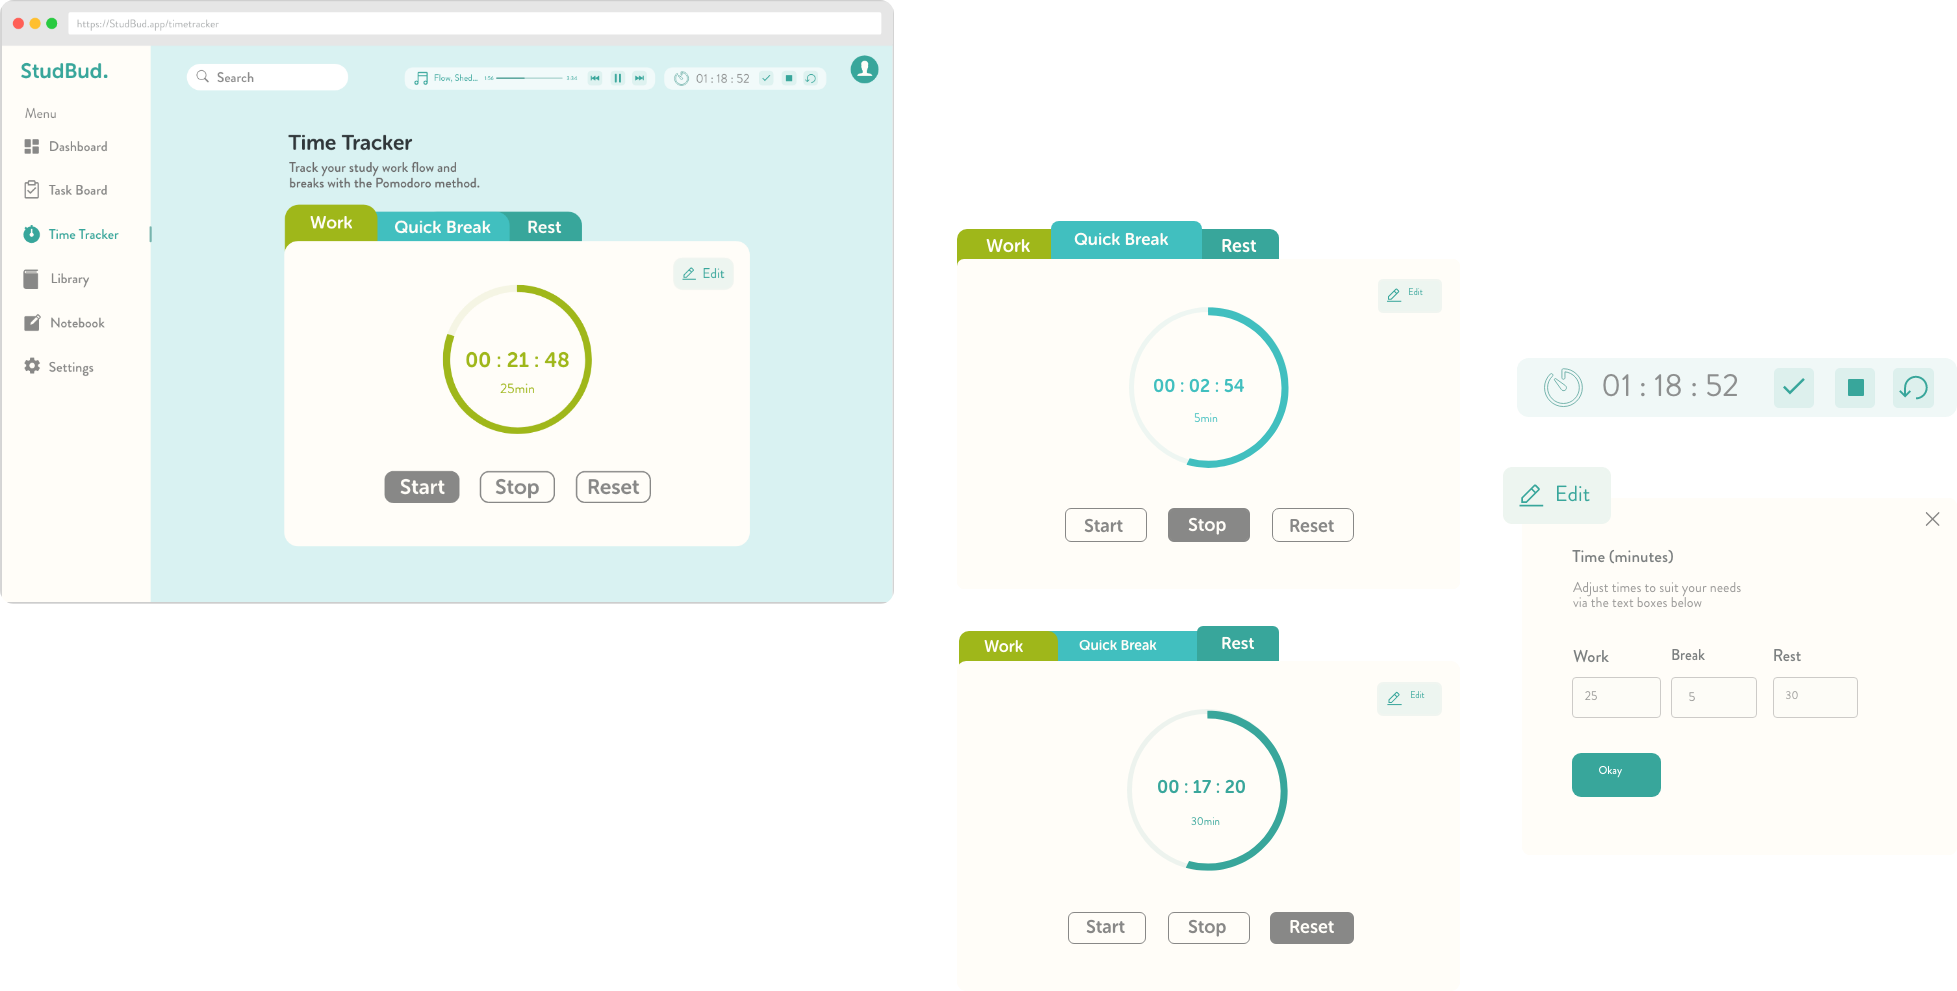 https://StudBud.app/timetracker
StudBud.
Search
Flow, Shed...
1:56
3:34
01 : 18 : 52
Menu
Dashboard
Task Board
Time Tracker
Library
Notebook
Settings
Time Tracker
Track your study work flow and
breaks with the Pomodoro method.
Work
Quick Break
Rest
Edit
00 : 21 : 48
25min
Start
Stop
Reset
Work
Quick Break
Rest
Edit
00 : 02 : 54
5min
Start
Stop
Reset
Work
Quick Break
Rest
Edit
00 : 17 : 20
30min
Start
Stop
Reset
01 : 18 : 52
Edit
Time (minutes)
Adjust times to suit your needs
via the text boxes below
Work
Break
Rest
25
5
30
Okay